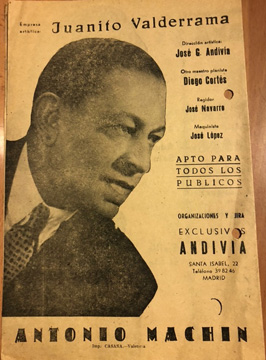 Empresa
artística:
Juanito Valderrama
Dirección artística:
José G. Andivia
Otro maestro pianista
Diego Cortés
Regidor
José Navarro
Maquinista
José López
APTO PARA
TODOS LOS
PUBLICOS
ORGANIZACIONES Y JIRA
EXCLUSIVAS
ANDIVIA
SANTA ISABEL, 22
Teléfono 39 82 46
MADRID
ANTONIO MACHIN
Imp. CASAÑA.—Valencia